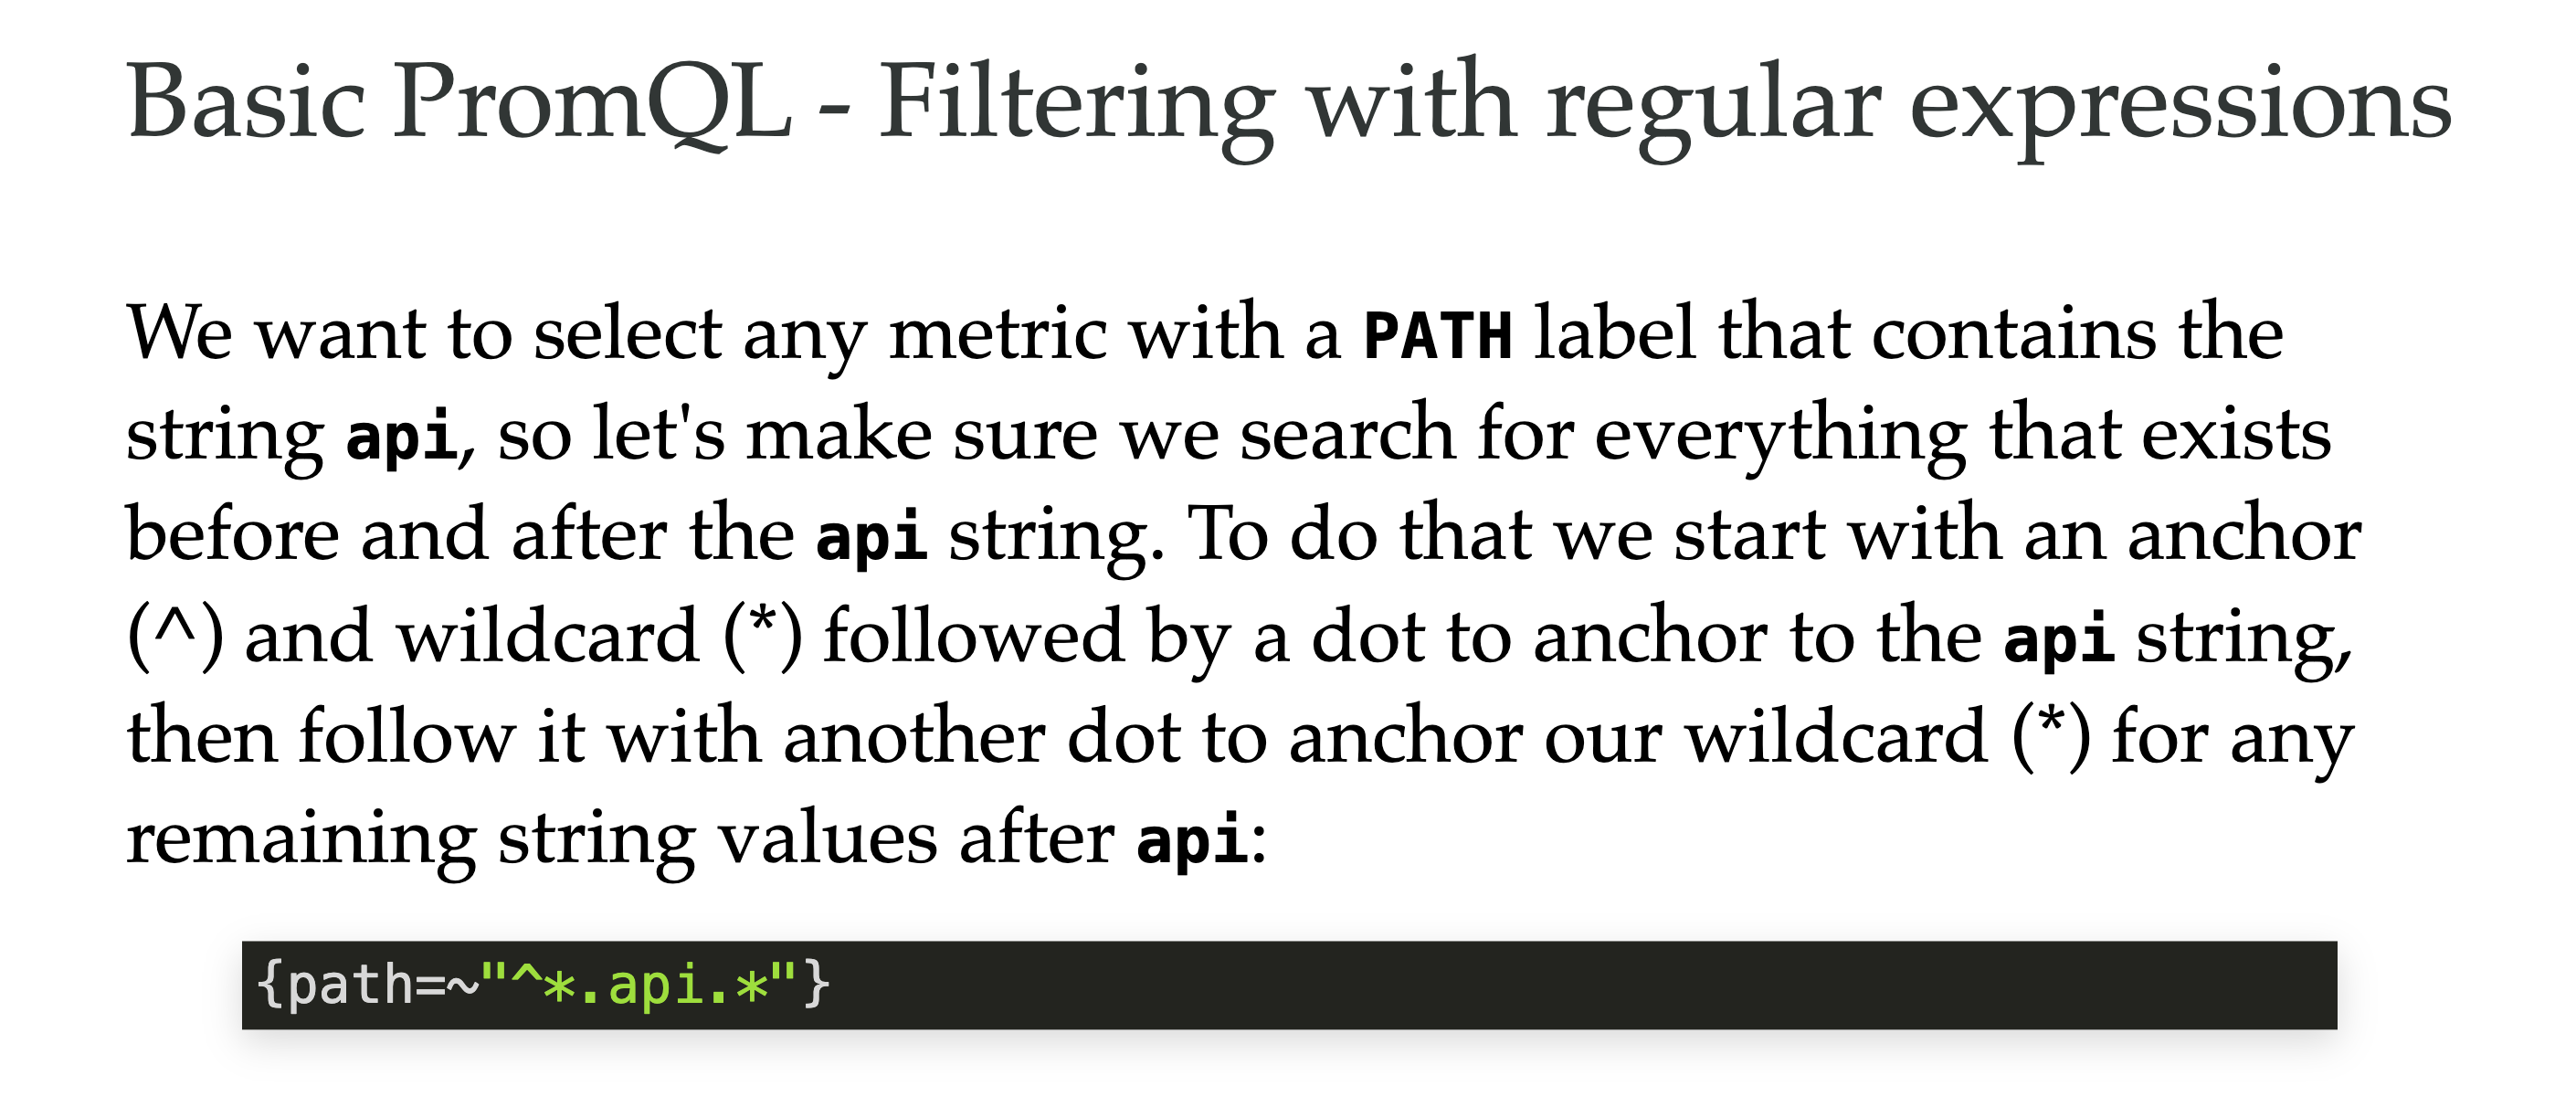 Basic PromQL - Filtering with regular expressions
We want to select any metric with a PATH label that contains the
string api, so let's make sure we search for everything that exists
before and after the api string. To do that we start with an anchor
(^) and wildcard (*) followed by a dot to anchor to the api string,
then follow it with another dot to anchor our wildcard (*) for any
remaining string values after api:
{path=~"^*.api.*"}